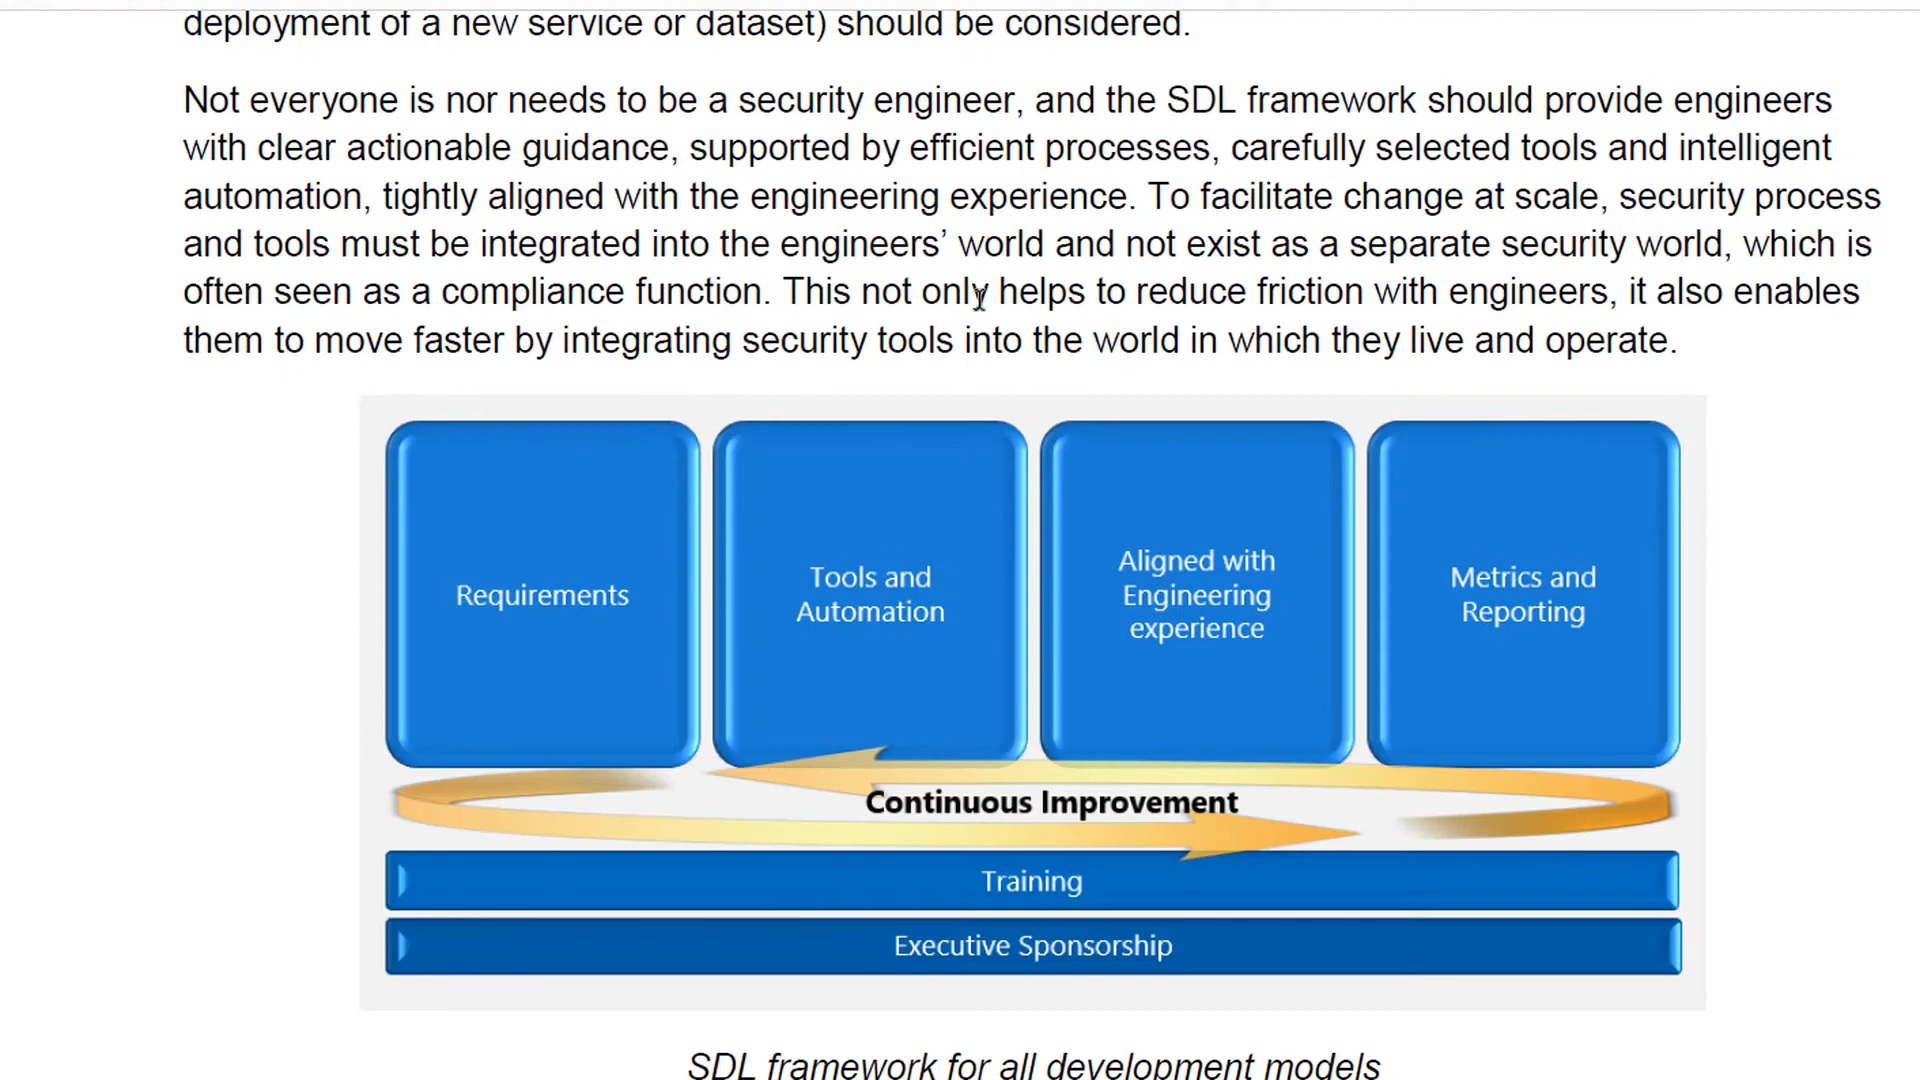 deployment of a new service or dataset) should be considered.
Not everyone is nor needs to be a security engineer, and the SDL framework should provide engineers
with clear actionable guidance, supported by efficient processes, carefully selected tools and intelligent
automation, tightly aligned with the engineering experience. To facilitate change at scale, security process
and tools must be integrated into the engineers’ world and not exist as a separate security world, which is
often seen as a compliance function. This not only helps to reduce friction with engineers, it also enables
them to move faster by integrating security tools into the world in which they live and operate.
Requirements
Tools and
Automation
Aligned with
Engineering
experience
Metrics and
Reporting
Continuous Improvement
Training
Executive Sponsorship
SDL framework for all development models